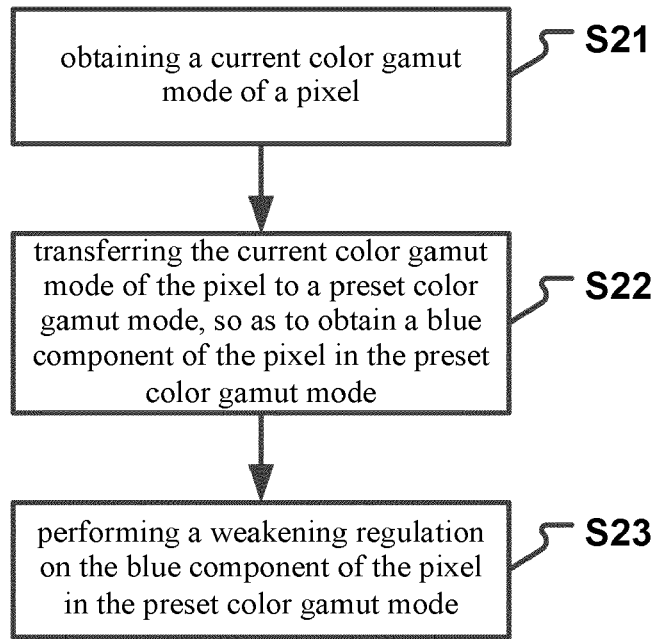 obtaining a current color gamut
mode of a pixel
S21
transferring the current color gamut
mode of the pixel to a preset color
gamut mode, so as to obtain a blue
component of the pixel in the preset
color gamut mode
S22
performing a weakening regulation
on the blue component of the pixel
in the preset color gamut mode
S23